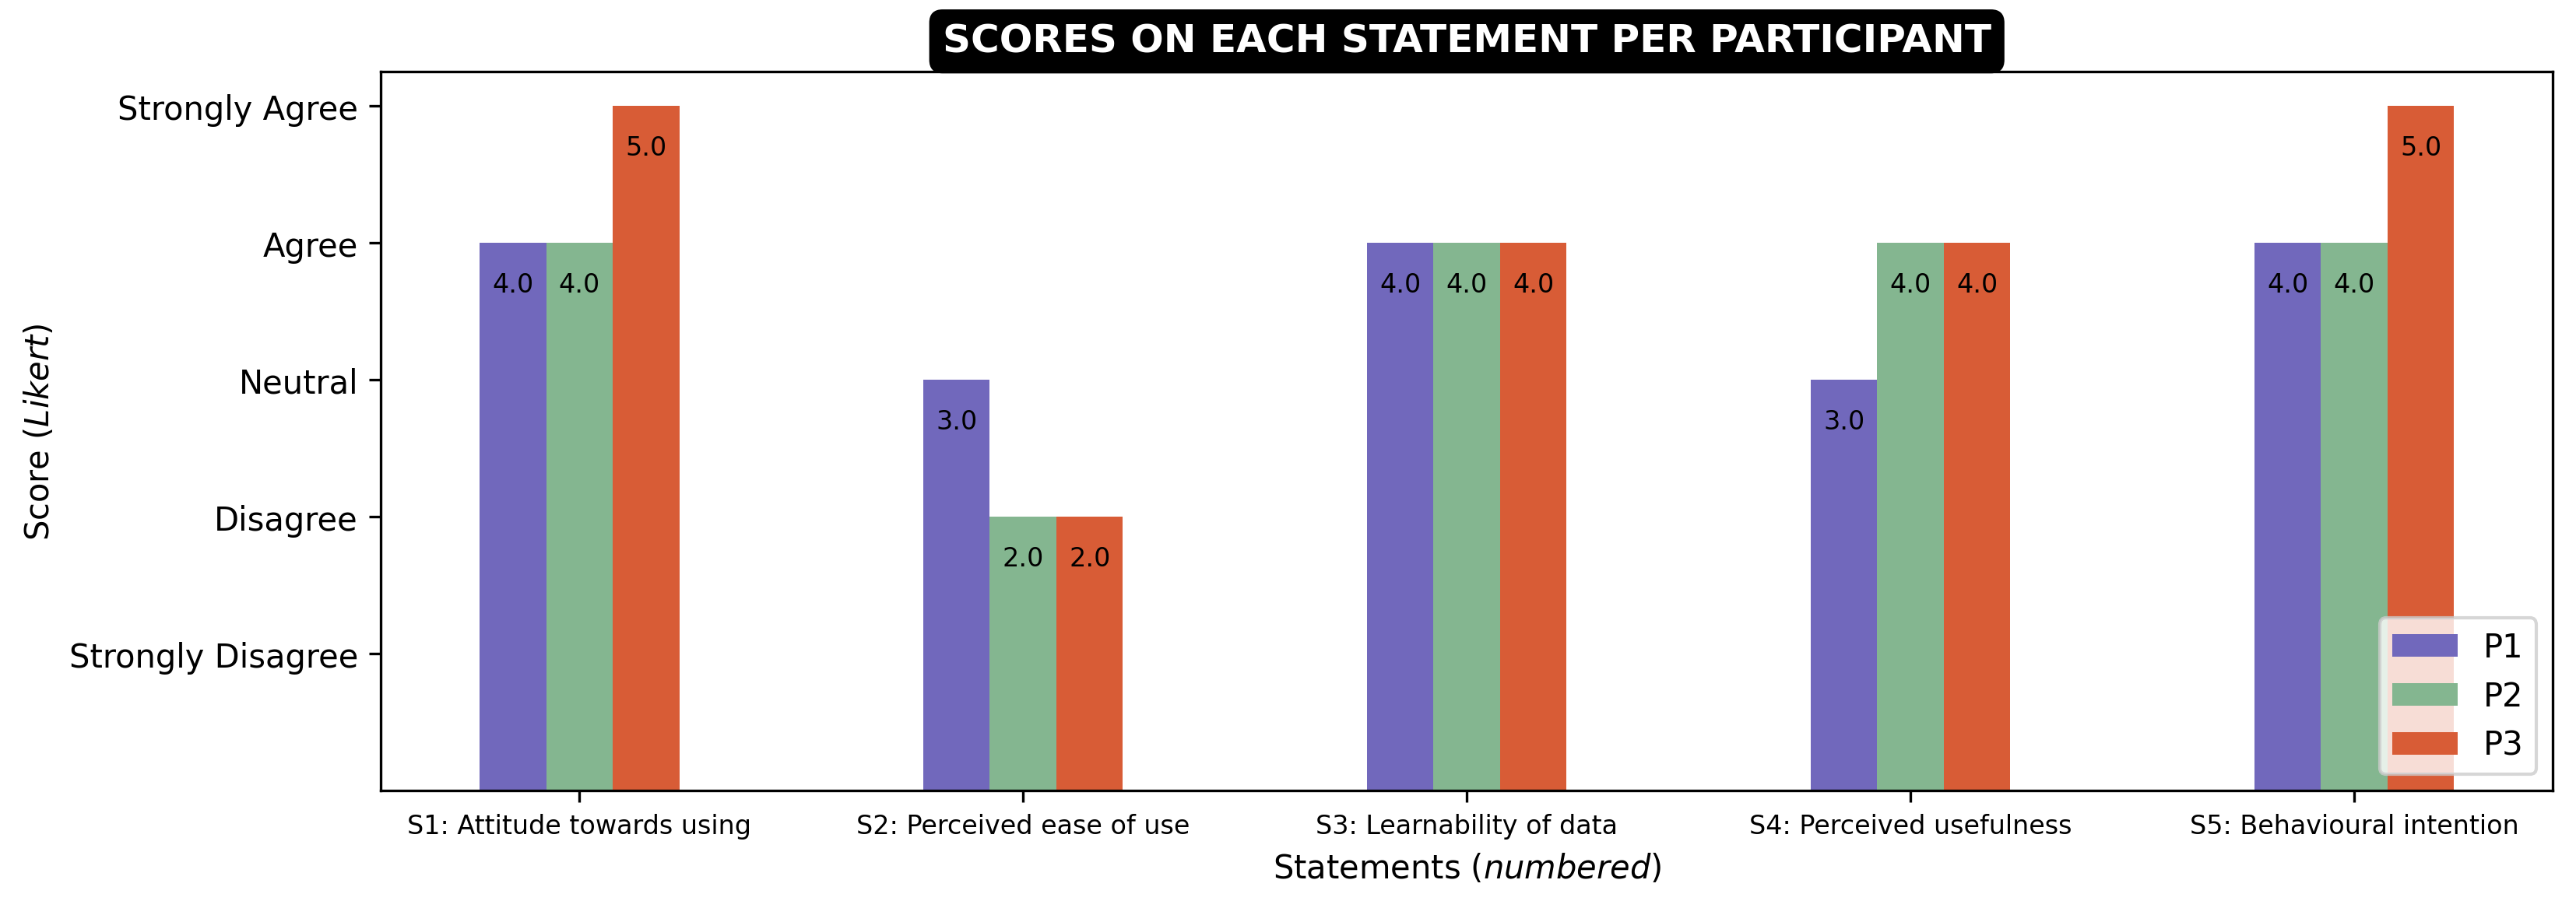 SCORES ON EACH STATEMENT PER PARTICIPANT
Strongly Agree
Agree
Neutral
Disagree
Strongly Disagree
Score (Likert)
4.0 4.0 5.0
3.0 2.0 2.0
4.0 4.0 4.0
3.0 4.0 4.0
4.0 4.0 5.0
P1
P2
P3
S1: Attitude towards using
S2: Perceived ease of use
S3: Learnability of data
S4: Perceived usefulness
S5: Behavioural intention
Statements (numbered)